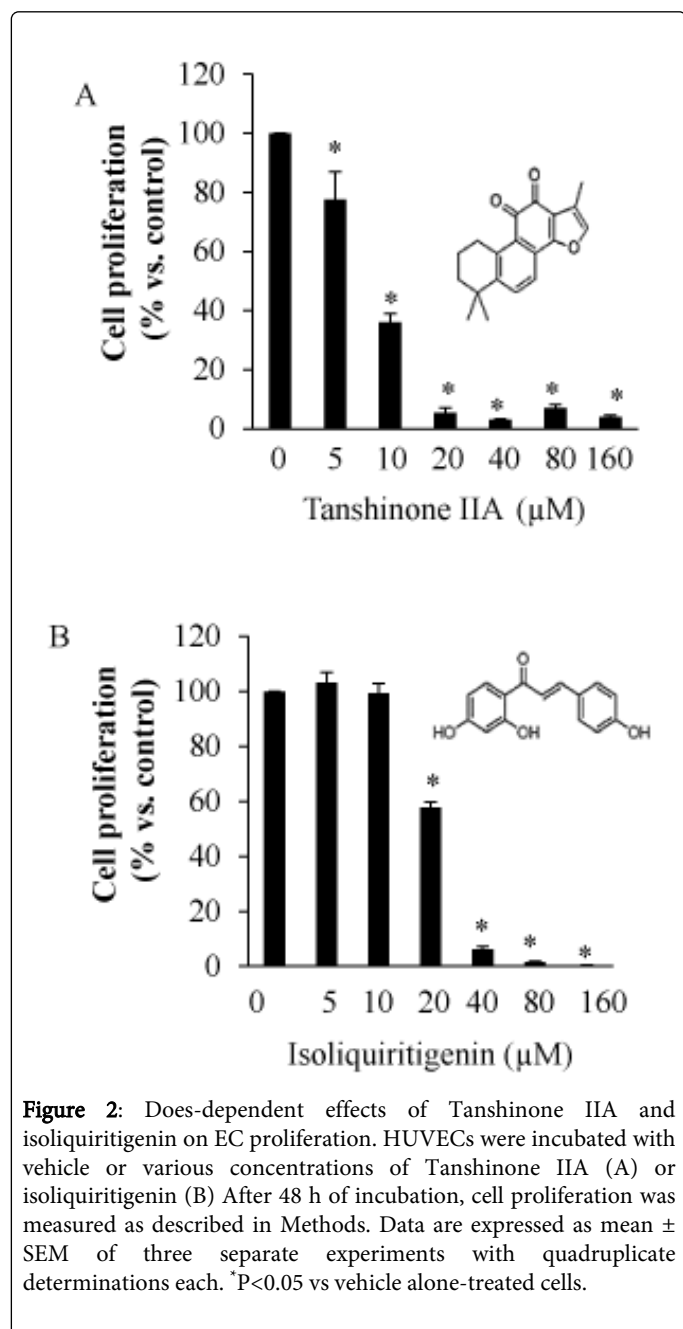 A
Cell proliferation
(% vs. control)
120
100
80
60
40
20
0
*
*
*
*
*
*
O
O
O
0 5 10 20 40 80 160
Tanshinone IIA (µM)
B
Cell proliferation
(% vs. control)
120
100
80
60
40
20
0
*
*
*
*
O
HO
OH
OH
0 5 10 20 40 80 160
Isoliquiritigenin (µM)
Figure 2: Does-dependent effects of Tanshinone IIA and
isoliquiritigenin on EC proliferation. HUVECs were incubated with
vehicle or various concentrations of Tanshinone IIA (A) or
isoliquiritigenin (B) After 48 h of incubation, cell proliferation was
measured as described in Methods. Data are expressed as mean ±
SEM of three separate experiments with quadruplicate
determinations each. *P<0.05 vs vehicle alone-treated cells.